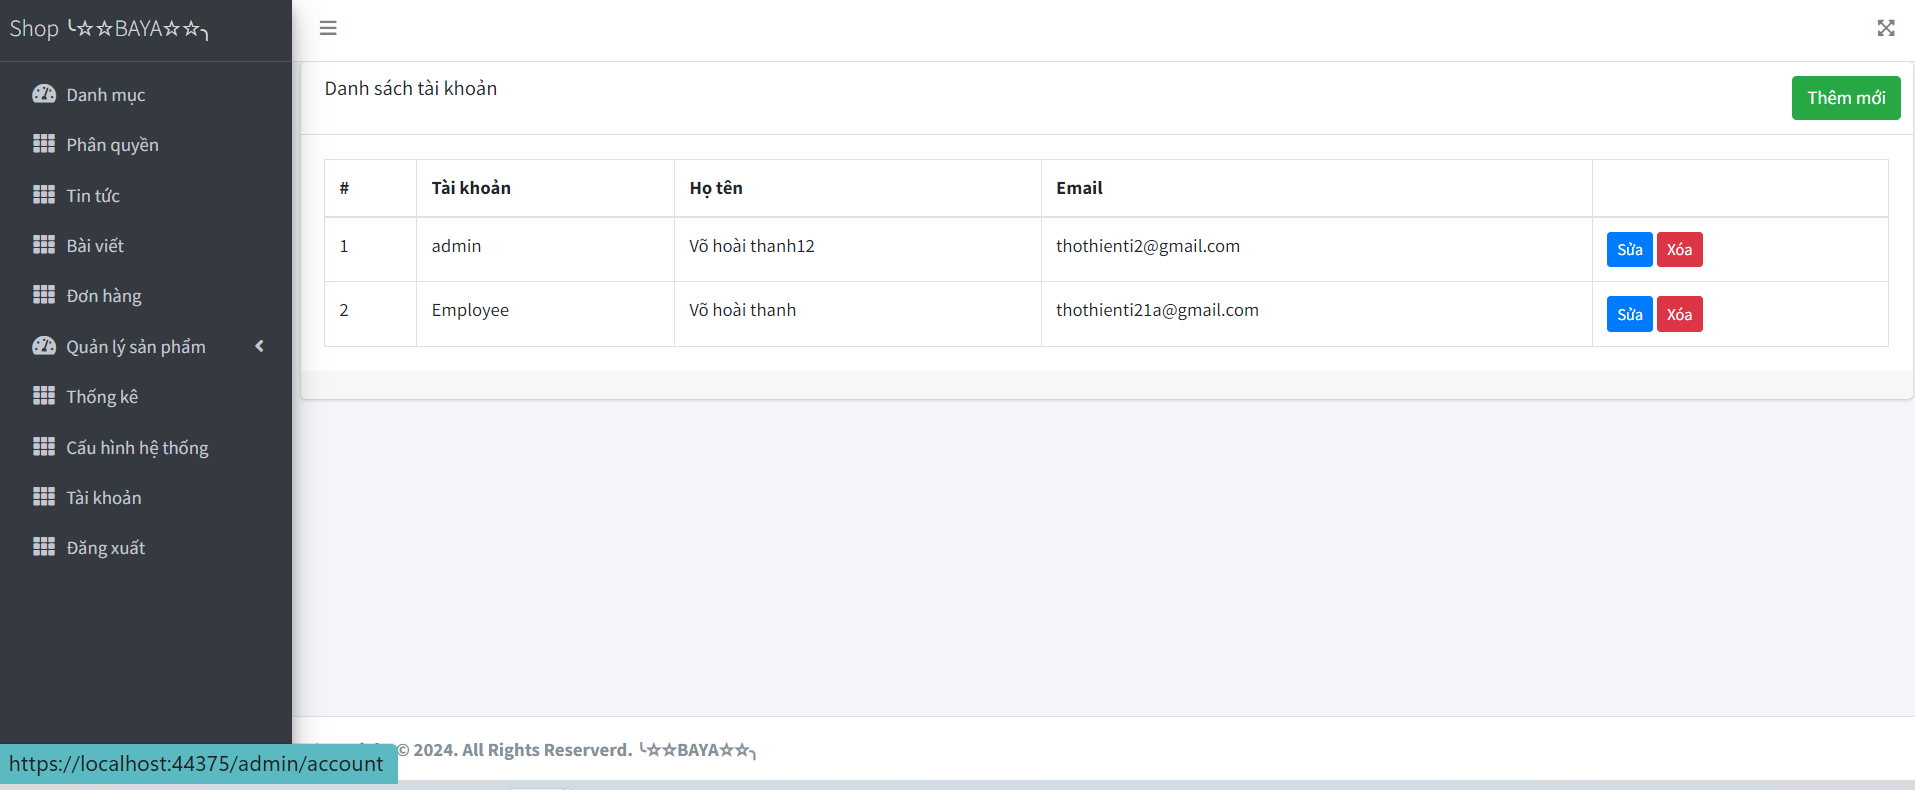 Shop ╰☆☆BAYA☆☆╮
Danh mục
Phân quyền
Tin tức
Bài viết
Đơn hàng
Quản lý sản phẩm
Thống kê
Cấu hình hệ thống
Tài khoản
Đăng xuất
Danh sách tài khoản
Thêm mới
# Tài khoản Họ tên Email
1 admin Võ hoài thanh12 thothienti2@gmail.com Sửa Xóa
2 Employee Võ hoài thanh thothienti21a@gmail.com Sửa Xóa
© 2024. All Rights Reserverd. ╰☆☆BAYA☆☆╮
https://localhost:44375/admin/account